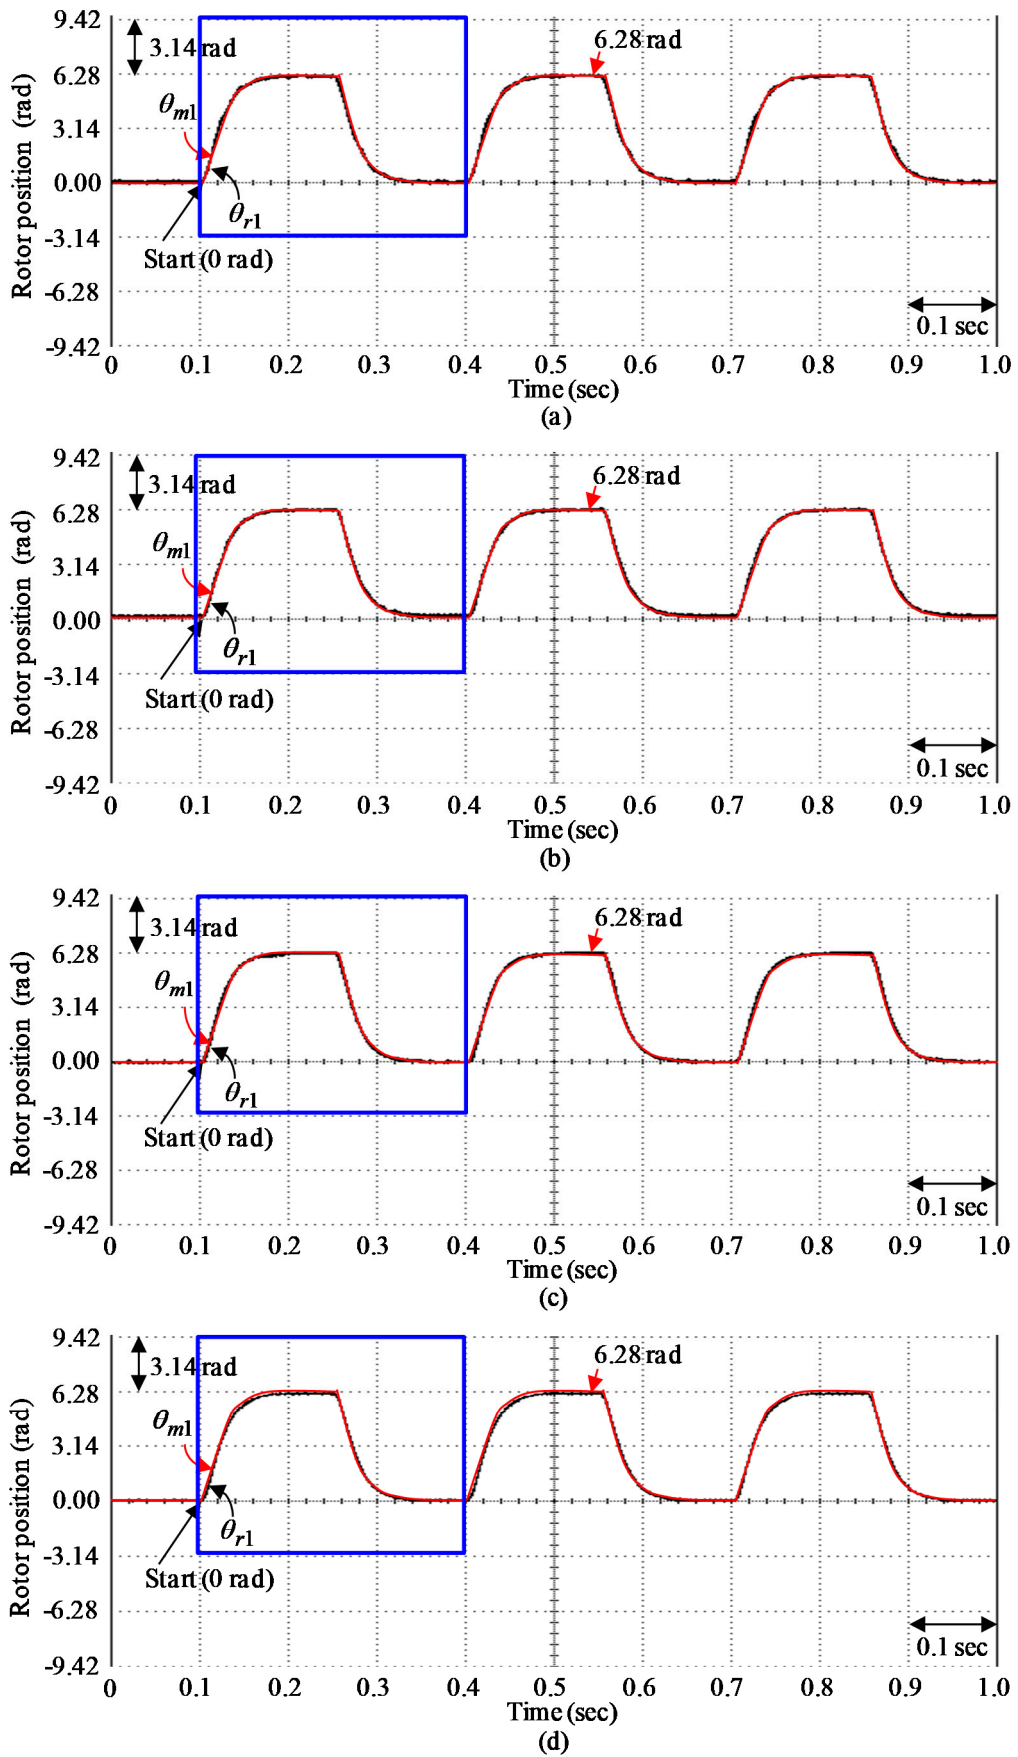 9.42
3.14 rad
6.28 rad
6.28
θm1
3.14
0.00
θr1
-3.14
Start (0 rad)
-6.28
0.1 sec
-9.42
Rotor position (rad)
0 0.1 0.2 0.3 0.4 0.5 0.6 0.7 0.8 0.9 1.0
Time (sec)
(a)
9.42
3.14 rad
6.28 rad
6.28
θm1
3.14
0.00
θr1
-3.14
Start (0 rad)
-6.28
0.1 sec
-9.42
Rotor position (rad)
0 0.1 0.2 0.3 0.4 0.5 0.6 0.7 0.8 0.9 1.0
Time (sec)
(b)
9.42
3.14 rad
6.28 rad
6.28
θm1
3.14
0.00
θr1
-3.14
Start (0 rad)
-6.28
0.1 sec
-9.42
Rotor position (rad)
0 0.1 0.2 0.3 0.4 0.5 0.6 0.7 0.8 0.9 1.0
Time (sec)
(c)
9.42
3.14 rad
6.28 rad
6.28
θm1
3.14
0.00
θr1
-3.14
Start (0 rad)
-6.28
0.1 sec
-9.42
Rotor position (rad)
0 0.1 0.2 0.3 0.4 0.5 0.6 0.7 0.8 0.9 1.0
Time (sec)
(d)